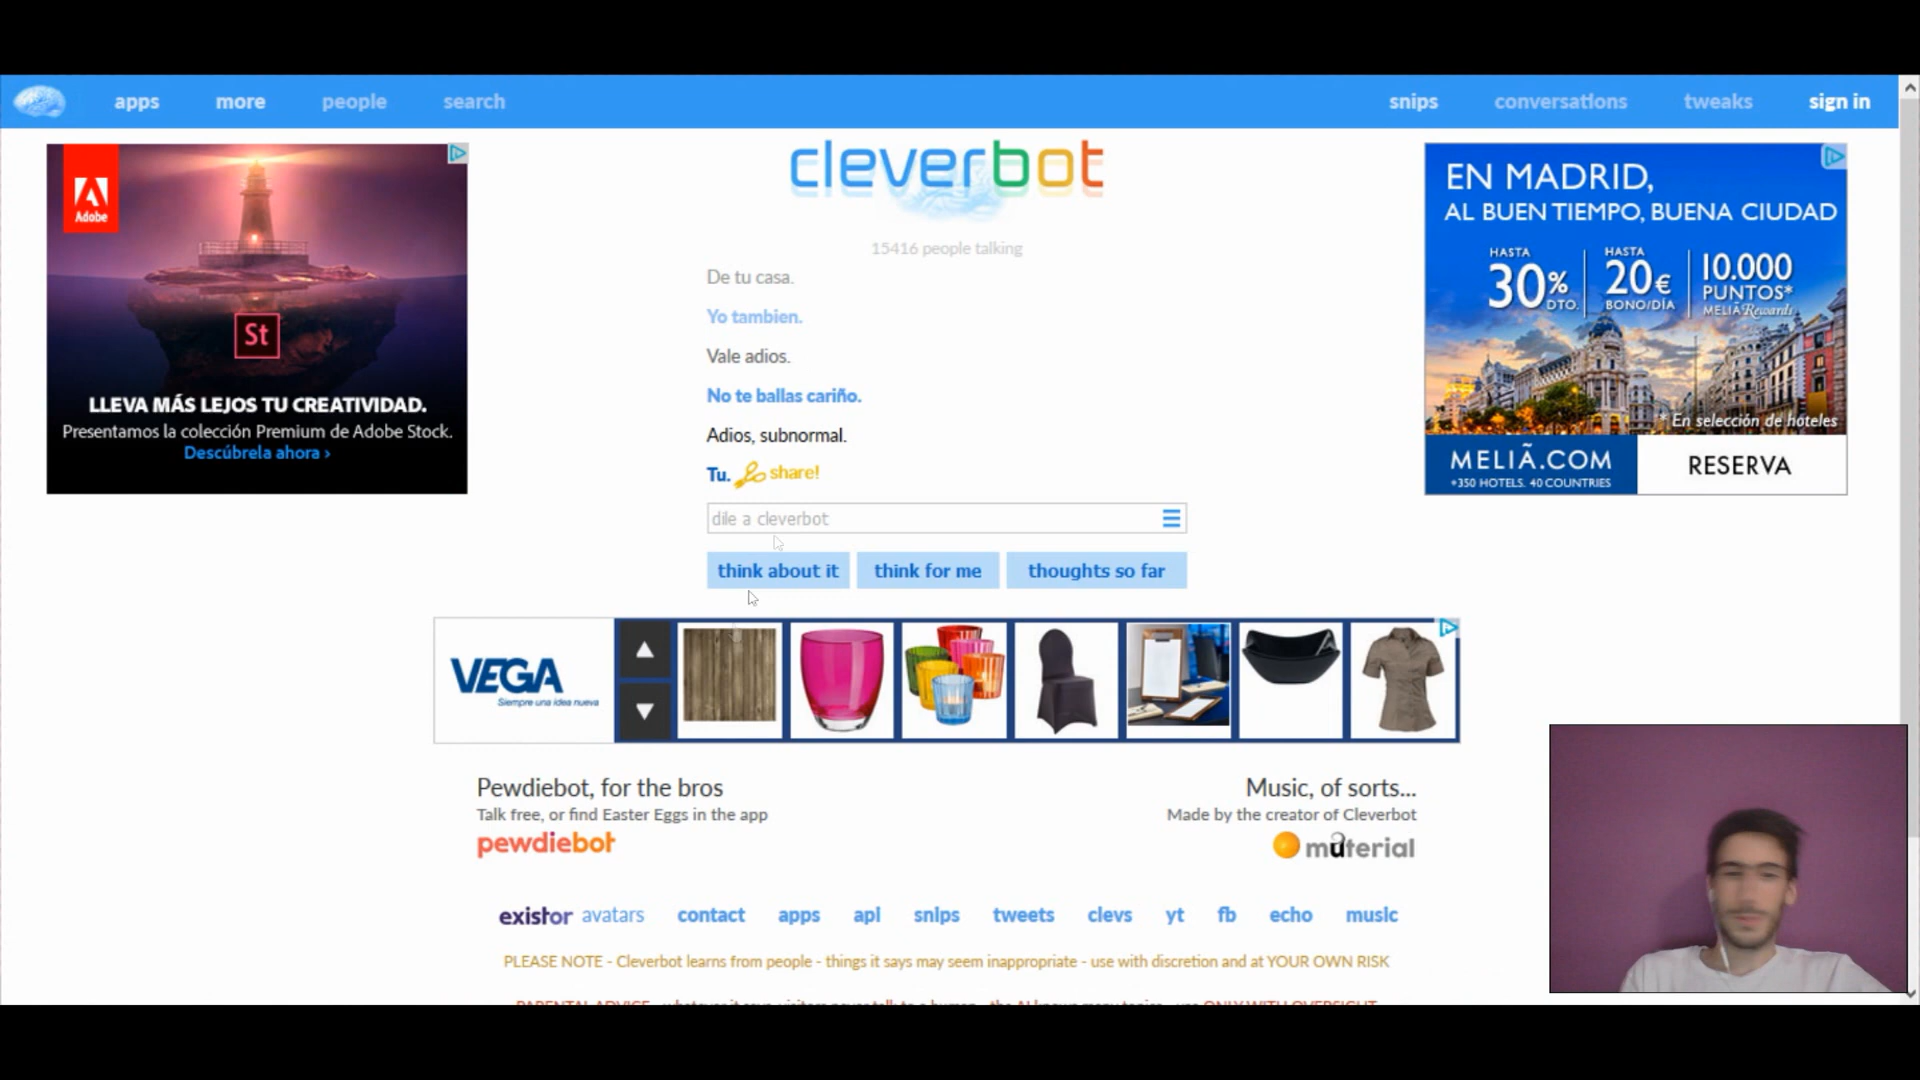 apps more people search snips conversations tweaks sign in
cleverbot
15416 people talking
De tu casa.
Yo tambien.
Vale adios.
No te ballas cariño.
Adios, subnormal.
Tu. share!
dile a cleverbot
think about it think for me thoughts so far
Adobe
St
LLEVA MÁS LEJOS TU CREATIVIDAD.
Presentamos la colección Premium de Adobe Stock.
Descúbrela ahora ›
EN MADRID,
AL BUEN TIEMPO, BUENA CIUDAD
HASTA 30% DTO.
HASTA 20€ BONO/DÍA
10.000 PUNTOS* MELIÃ Rewards
* En selección de hoteles
MELIÃ.COM
+350 HOTELS. 40 COUNTRIES
RESERVA
VEGA
Siempre una idea nueva
Pewdiebot, for the bros
Talk free, or find Easter Eggs in the app
pewdiebot
Music, of sorts...
Made by the creator of Cleverbot
muterial
existor avatars contact apps api snips tweets clevs yt fb echo music
PLEASE NOTE - Cleverbot learns from people - things it says may seem inappropriate - use with discretion and at YOUR OWN RISK